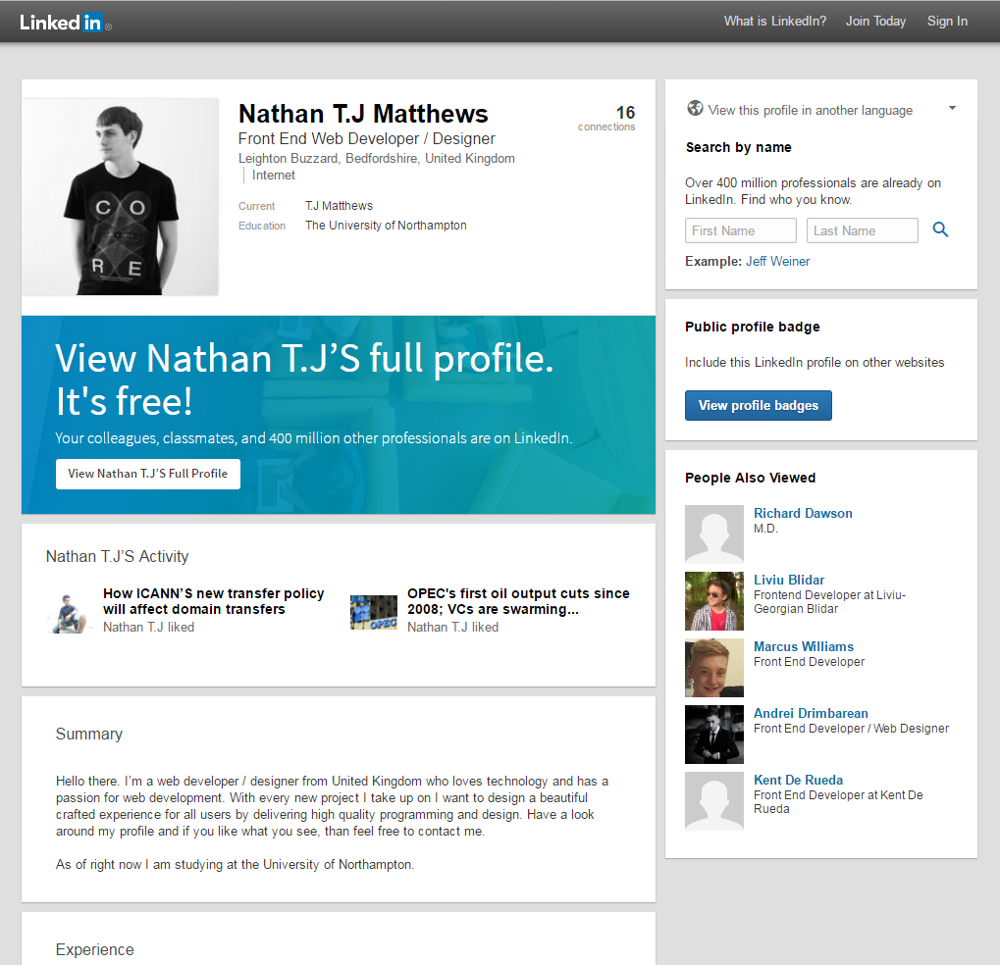 Linked in ®
What is LinkedIn?
Join Today
Sign In
Nathan T.J Matthews
Front End Web Developer / Designer
Leighton Buzzard, Bedfordshire, United Kingdom
Internet
16
connections
Current T.J Matthews
Education The University of Northampton
C O
R E
View Nathan T.J’S full profile.
It's free!
Your colleagues, classmates, and 400 million other professionals are on LinkedIn.
View Nathan T.J’S Full Profile
Nathan T.J’S Activity
How ICANN’S new transfer policy
will affect domain transfers
Nathan T.J liked
OPEC
OPEC's first oil output cuts since
2008; VCs are swarming...
Nathan T.J liked
Summary
Hello there. I’m a web developer / designer from United Kingdom who loves technology and has a
passion for web development. With every new project I take up on I want to design a beautiful
crafted experience for all users by delivering high quality programming and design. Have a look
around my profile and if you like what you see, than feel free to contact me.
As of right now I am studying at the University of Northampton.
Experience
View this profile in another language
Search by name
Over 400 million professionals are already on
LinkedIn. Find who you know.
First Name
Last Name
Example: Jeff Weiner
Public profile badge
Include this LinkedIn profile on other websites
View profile badges
People Also Viewed
Richard Dawson
M.D.
Liviu Blidar
Frontend Developer at Liviu-
Georgian Blidar
Marcus Williams
Front End Developer
Andrei Drimbarean
Front End Developer / Web Designer
Kent De Rueda
Front End Developer at Kent De
Rueda